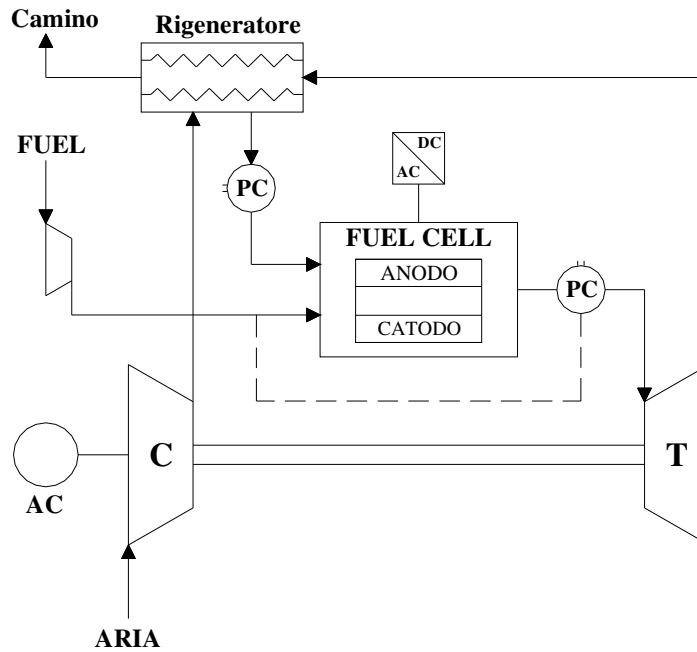 Camino
Rigeneratore
FUEL
DC
AC
PC
FUEL CELL
ANODO
PC
CATODO
C
T
AC
ARIA